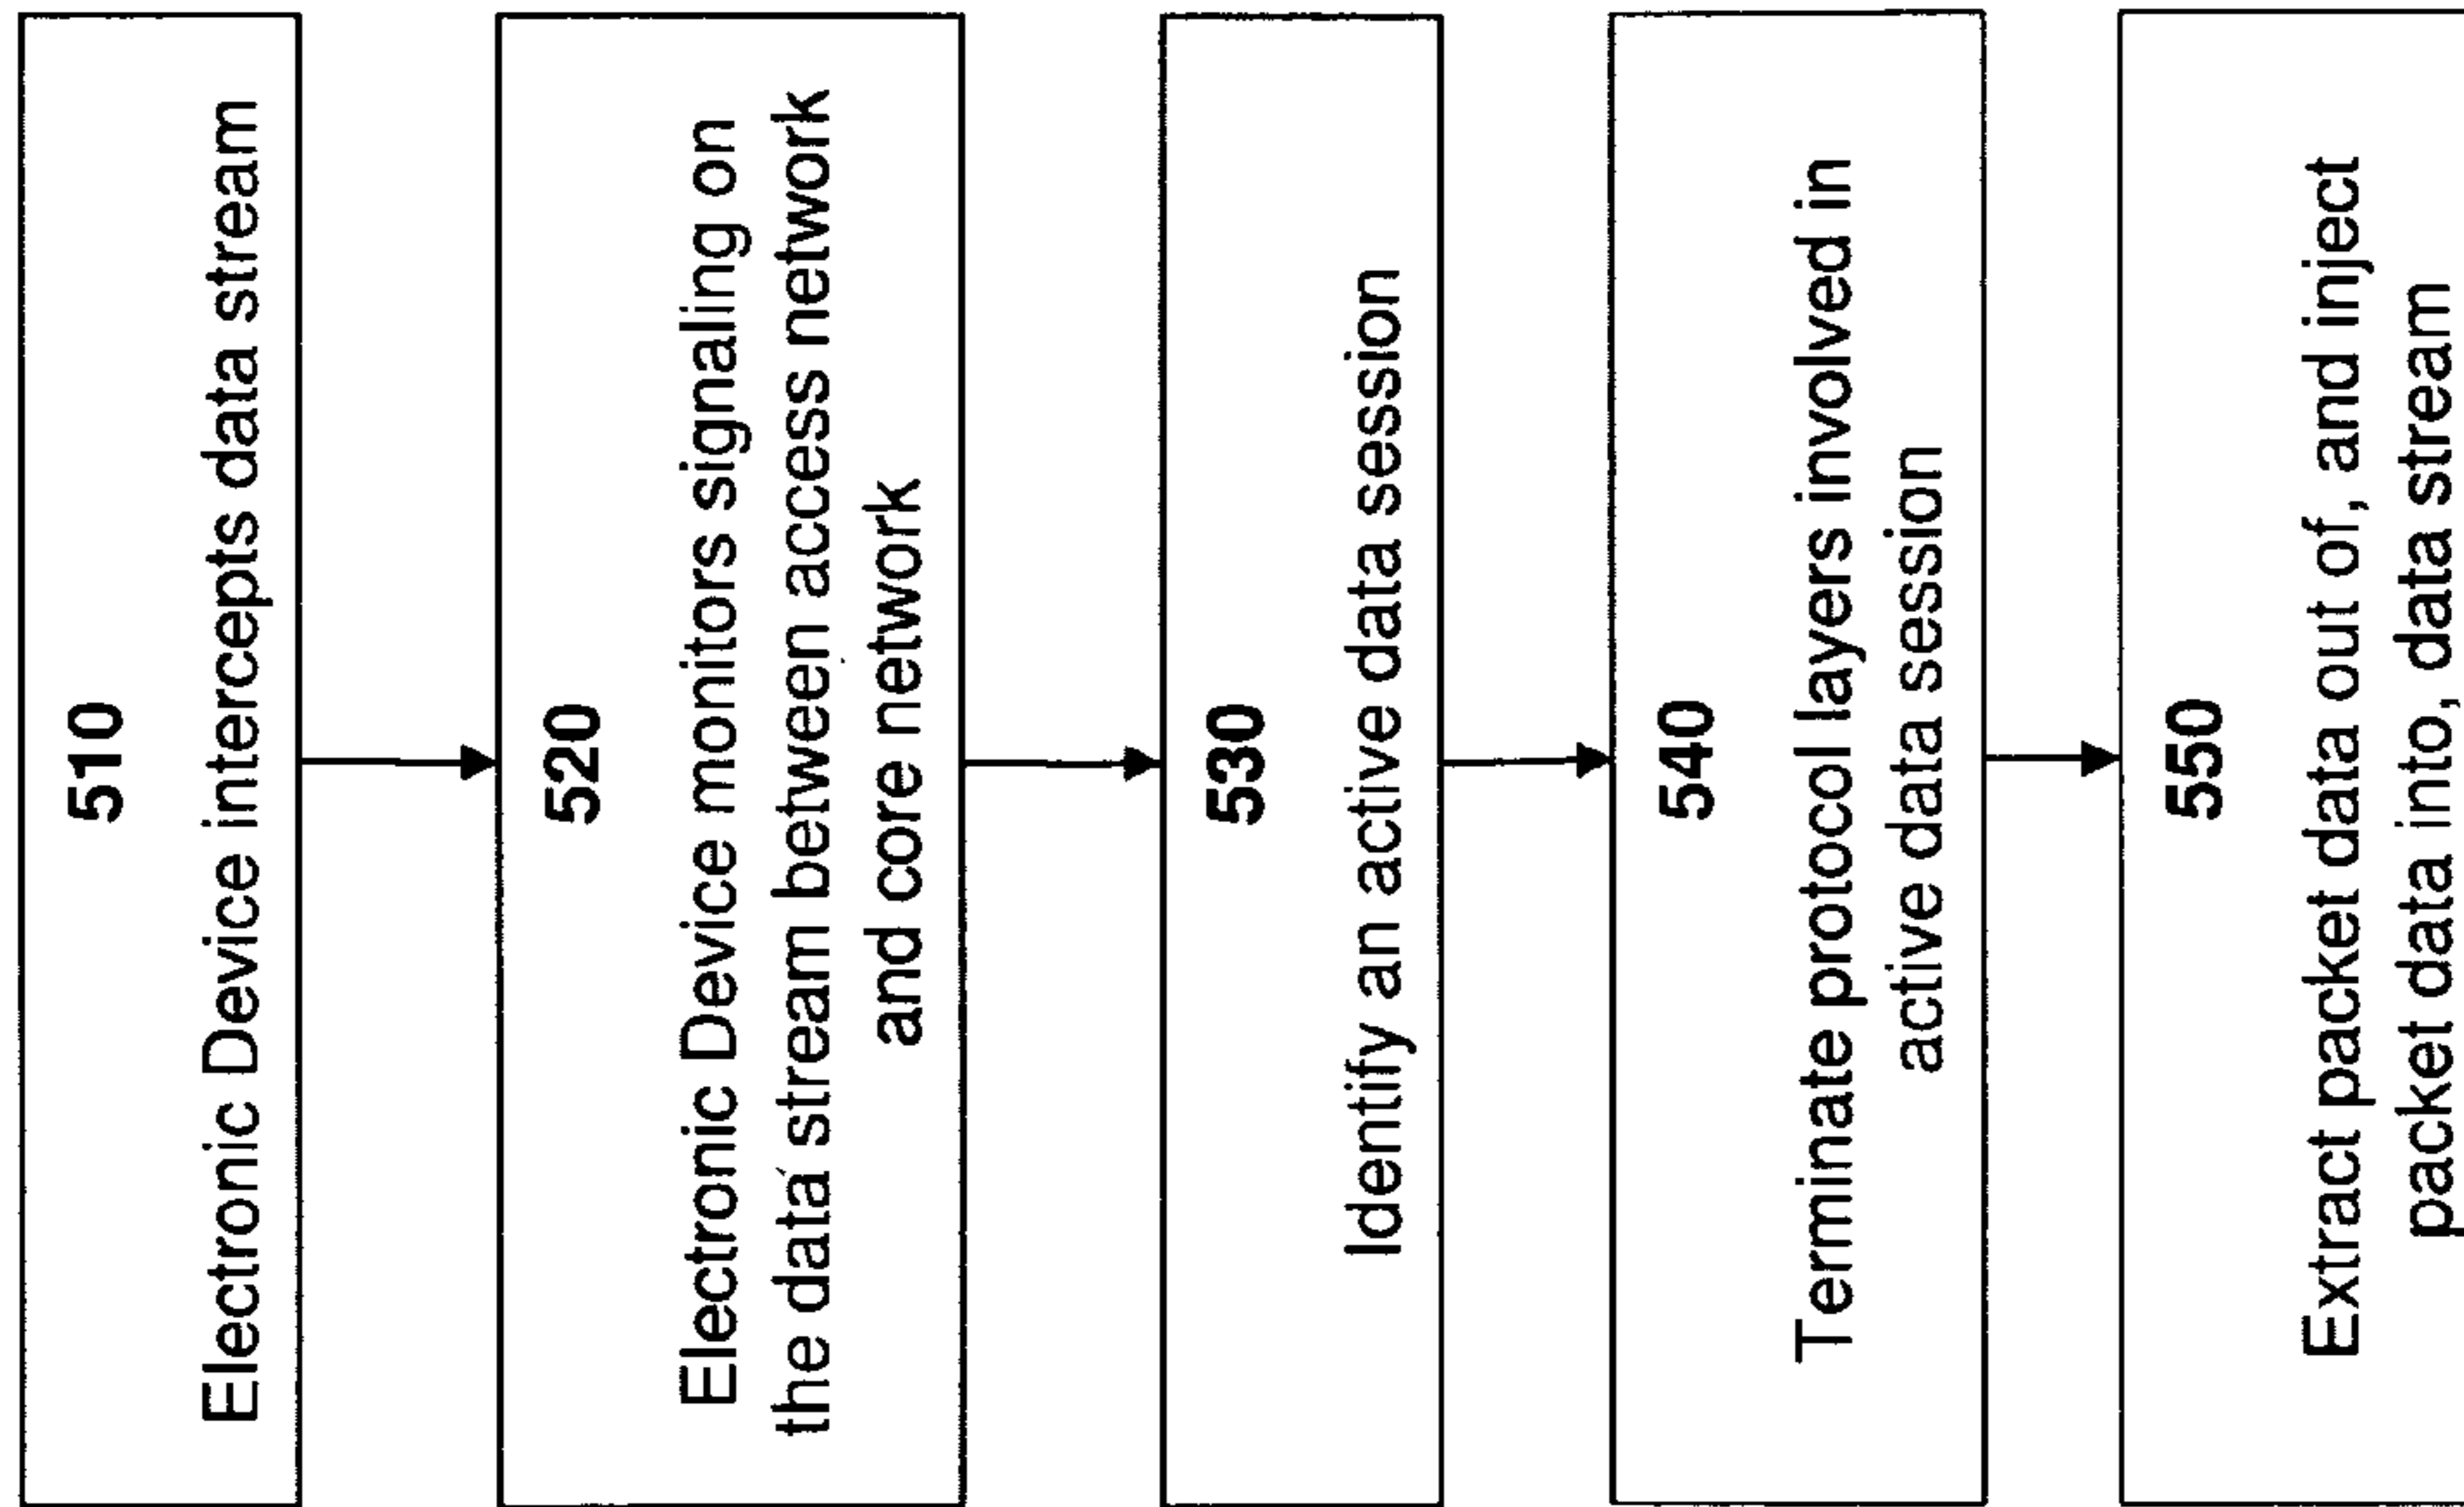 510
Electronic Device intercepts data stream
520
Electronic Device monitors signaling on
the data stream between access network
and core network
530
Identify an active data session
540
Terminate protocol layers involved in
active data session
550
Extract packet data out of, and inject
packet data into, data stream